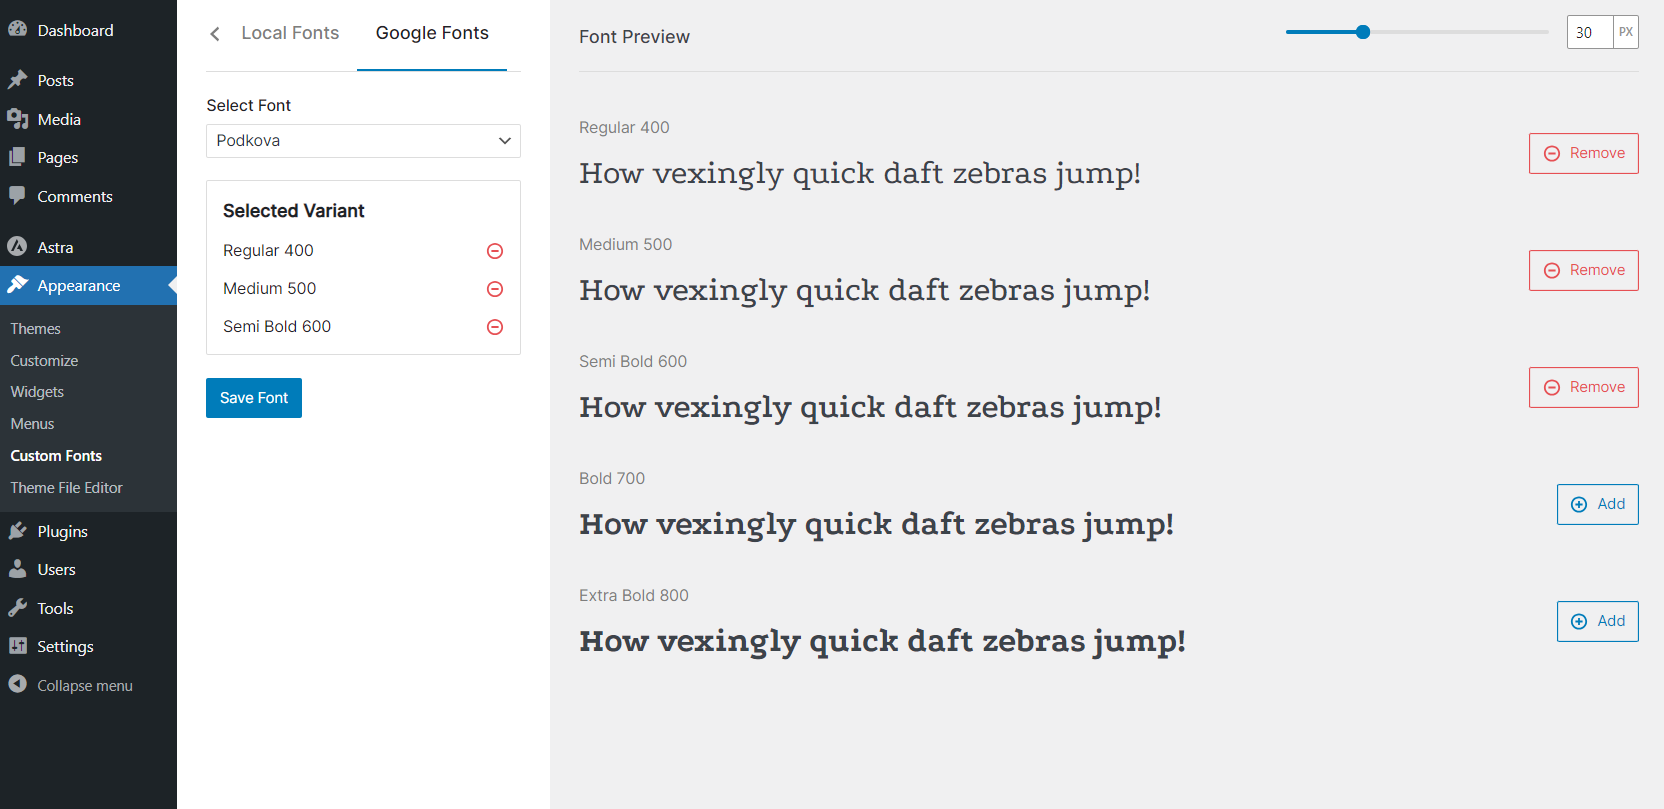 Dashboard
Posts
Media
Pages
Comments
Astra
Appearance
Themes
Customize
Widgets
Menus
Custom Fonts
Theme File Editor
Plugins
Users
Tools
Settings
Collapse menu
Local Fonts Google Fonts
Select Font
Podkova
Selected Variant
Regular 400
Medium 500
Semi Bold 600
Save Font
Font Preview
30 PX
Regular 400
How vexingly quick daft zebras jump!
Remove
Medium 500
How vexingly quick daft zebras jump!
Remove
Semi Bold 600
How vexingly quick daft zebras jump!
Remove
Bold 700
How vexingly quick daft zebras jump!
Add
Extra Bold 800
How vexingly quick daft zebras jump!
Add